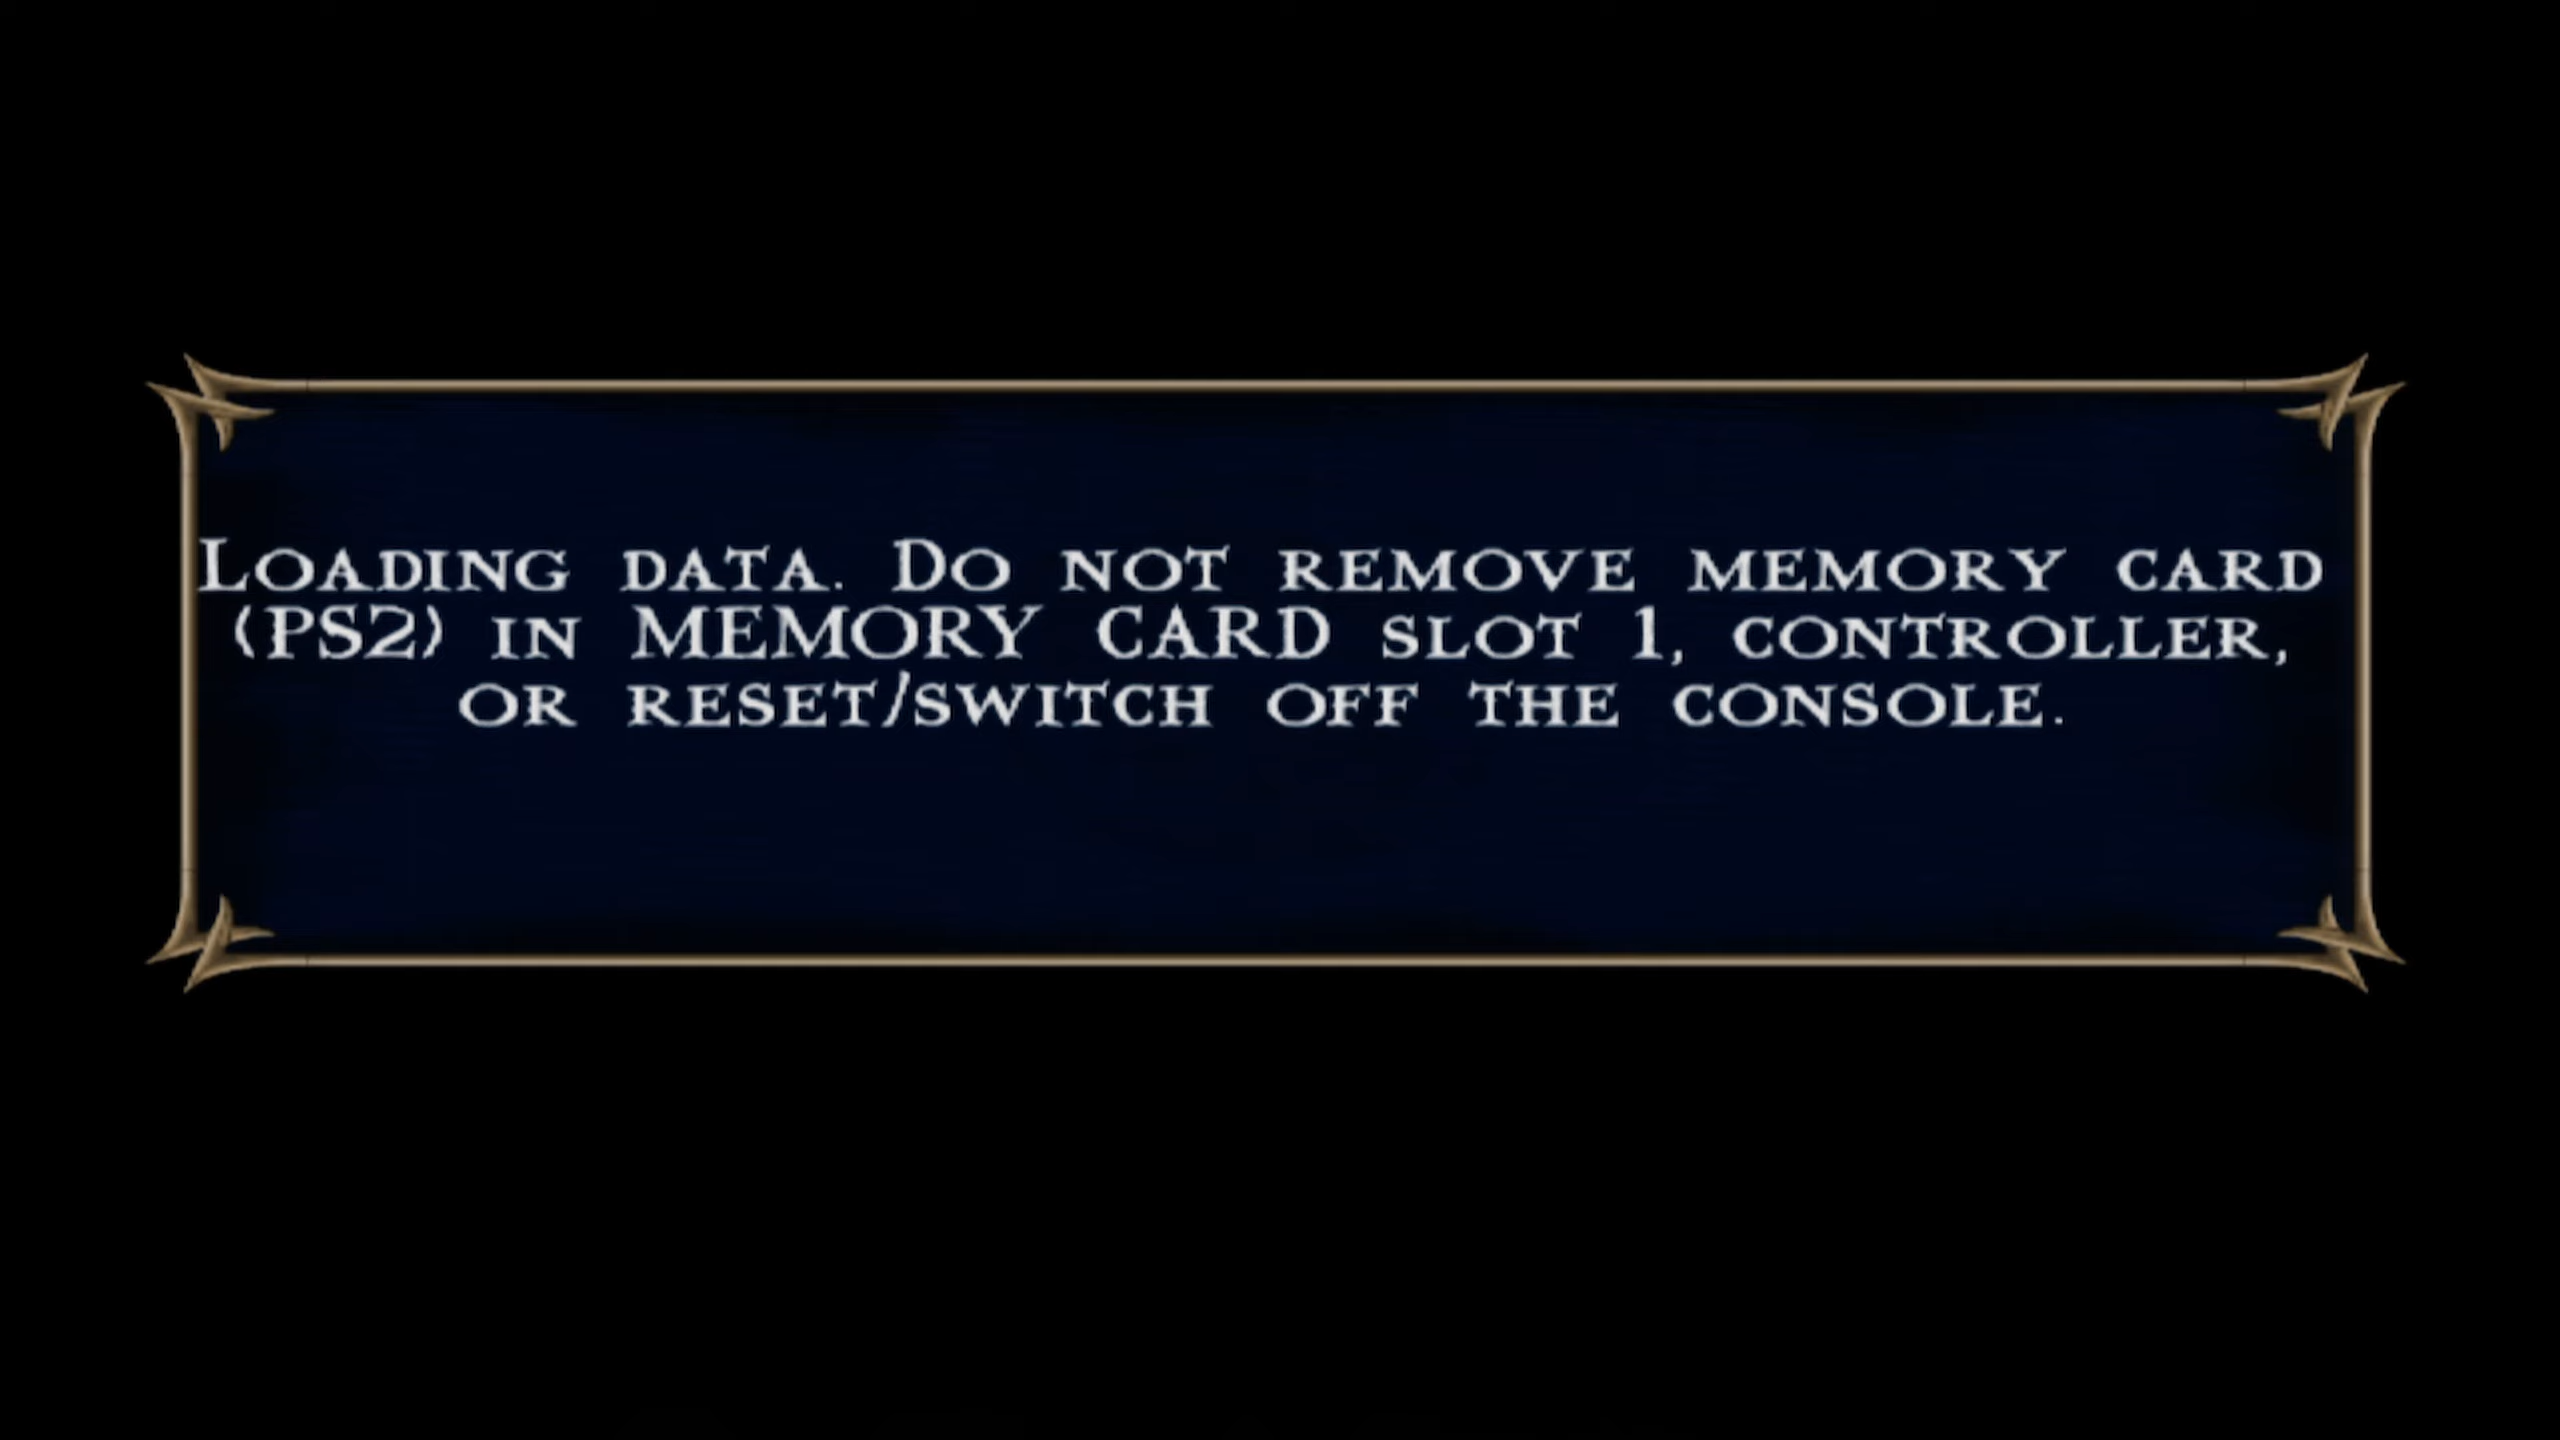 Loading data. Do not remove memory card
(PS2) in MEMORY CARD slot 1, controller,
or reset/switch off the console.